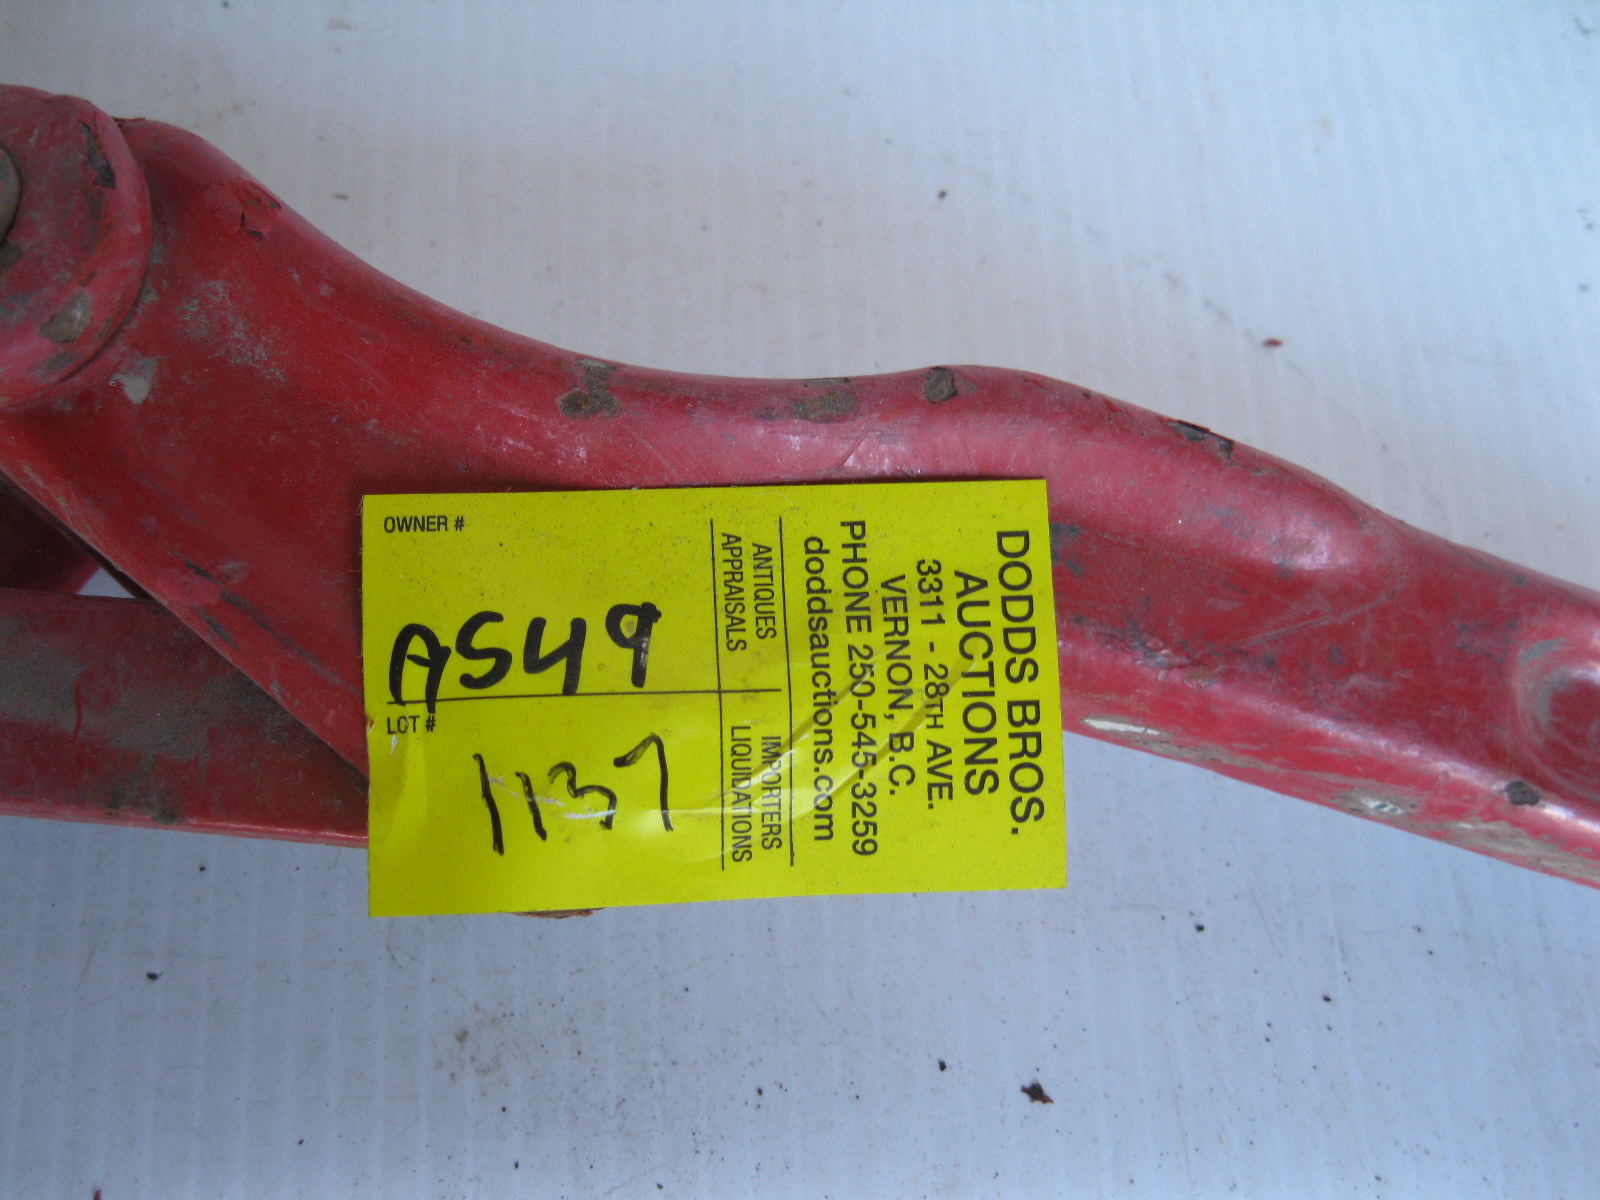 DODDS BROS.
AUCTIONS
3311 - 28TH AVE.
VERNON, B.C.
PHONE 250-545-3259
doddsauctions.com
ANTIQUES
APPRAISALS
IMPORTERS
LIQUIDATIONS
OWNER #
A549
LOT #
1137